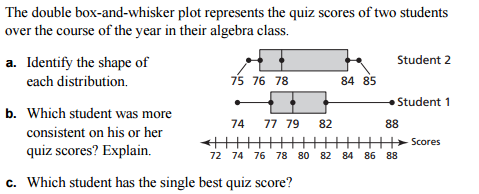 The double box-and-whisker plot represents the quiz scores of two students
over the course of the year in their algebra class.
a. Identify the shape of
each distribution.
b. Which student was more
consistent on his or her
quiz scores? Explain.
Student 2
75 76 78 84 85
Student 1
74 77 79 82 88
Scores
72 74 76 78 80 82 84 86 88
c. Which student has the single best quiz score?